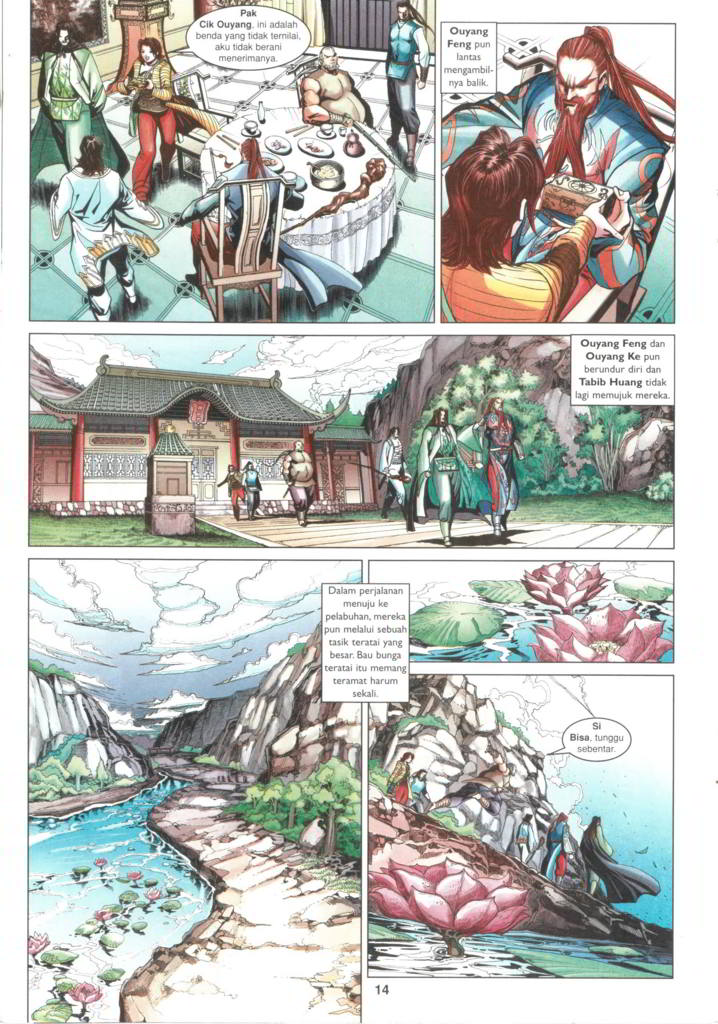 Pak
Cik Ouyang, ini adalah
benda yang tidak ternilai,
aku tidak berani
menerimanya.
Ouyang
Feng pun
lantas
mengambil-
nya balik.
Ouyang Feng dan
Ouyang Ke pun
berundur diri dan
Tabib Huang tidak
lagi memujuk mereka.
Dalam perjalanan
menuju ke
pelabuhan, mereka
pun melalui sebuah
tasik teratai yang
besar. Bau bunga
teratai itu memang
teramat harum
sekali.
Si
Bisa, tunggu
sebentar.
14